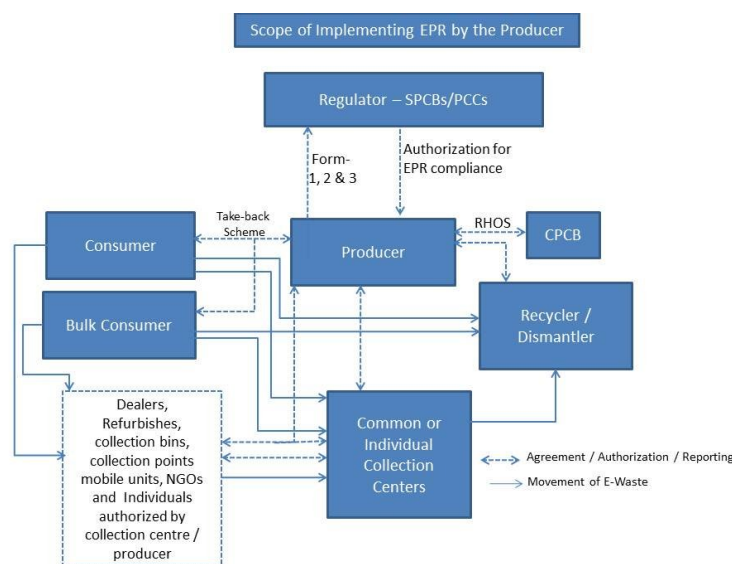 Scope of Implementing EPR by the Producer
Regulator – SPCBs/PCCs
Form-
1, 2 & 3
Authorization for
EPR compliance
Take-back
Scheme
RHOS
Consumer
Producer
CPCB
Bulk Consumer
Recycler /
Dismantler
Dealers,
Refurbishes,
collection bins,
collection points
mobile units, NGOs
and Individuals
authorized by
collection centre /
producer
Common or
Individual
Collection
Centers
Agreement / Authorization / Reporting
Movement of E-Waste